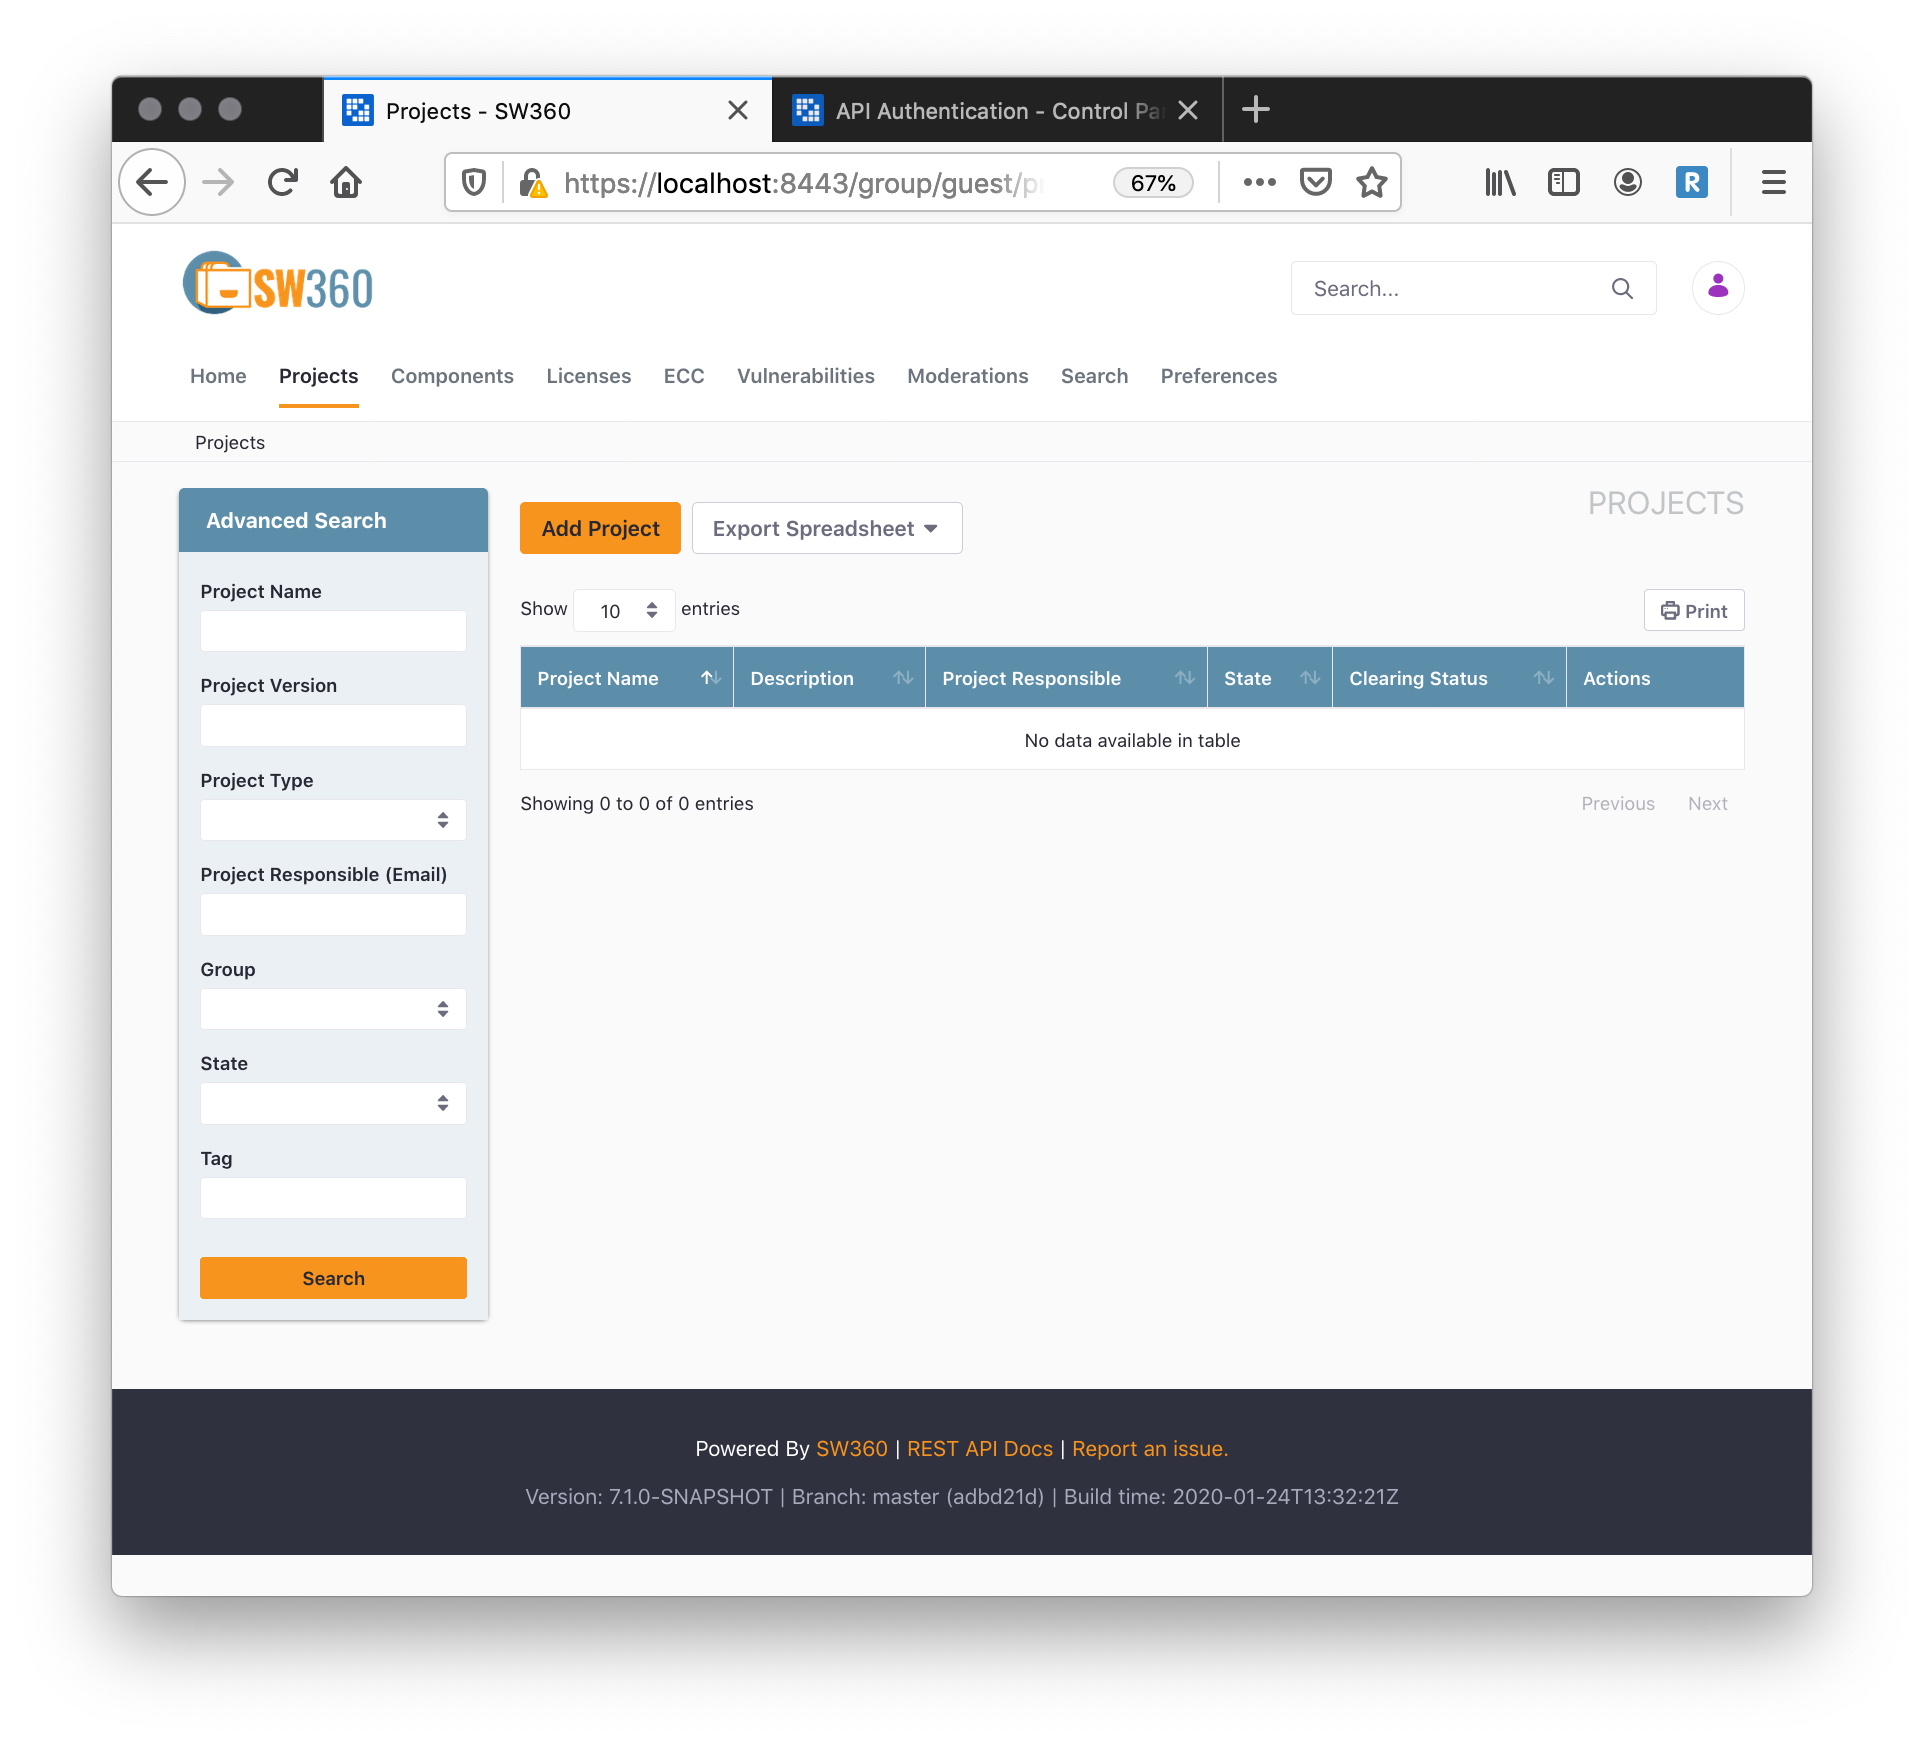 Projects - SW360
API Authentication - Control Pa
https://localhost:8443/group/guest/p
67%
R
SW360
Search...
Home Projects Components Licenses ECC Vulnerabilities Moderations Search Preferences
Projects
Advanced Search
Project Name
Project Version
Project Type
Project Responsible (Email)
Group
State
Tag
Search
PROJECTS
Add Project Export Spreadsheet
Show 10 entries
Print
Project Name Description Project Responsible State Clearing Status Actions
No data available in table
Showing 0 to 0 of 0 entries
Previous Next
Powered By SW360 | REST API Docs | Report an issue.
Version: 7.1.0-SNAPSHOT | Branch: master (adbd21d) | Build time: 2020-01-24T13:32:21Z